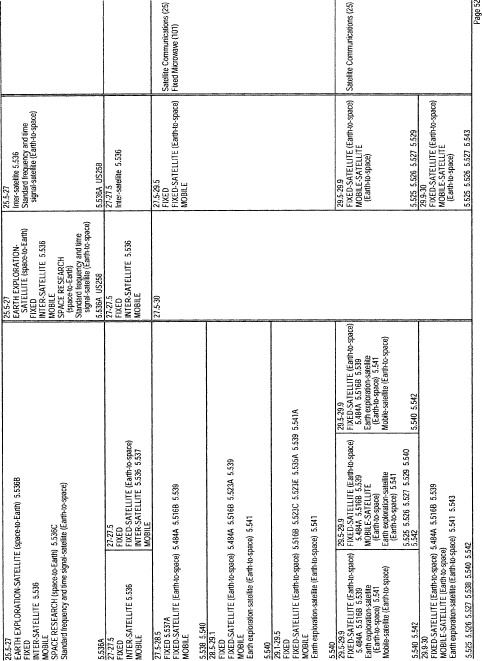 25.5-27
EARTH EXPLORATION-SATELLITE (space-to-Earth) 5.536B
FIXED
INTER-SATELLITE 5.536
MOBILE
SPACE RESEARCH (space-to-Earth) 5.536C
Standard frequency and time signal-satellite (Earth-to-space)
5.536A
25.5-27
EARTH EXPLORATION-
SATELLITE (space-to-Earth)
FIXED
INTER-SATELLITE 5.536
MOBILE
SPACE RESEARCH
(space-to-Earth)
Standard frequency and time
signal-satellite (Earth-to-space)
5.536A US258
25.5-27
Inter-satellite 5.536
Standard frequency and time
signal-satellite (Earth-to-space)
5.536A US258
27-27.5
FIXED
INTER-SATELLITE 5.536
MOBILE
27-27.5
FIXED
FIXED-SATELLITE (Earth-to-space)
INTER-SATELLITE 5.536 5.537
MOBILE
27-27.5
FIXED
INTER-SATELLITE 5.536
MOBILE
27-27.5
Inter-satellite 5.536
27.5-28.5
FIXED 5.537A
FIXED-SATELLITE (Earth-to-space) 5.484A 5.516B 5.539
MOBILE
5.538 5.540
28.5-29.1
FIXED
FIXED-SATELLITE (Earth-to-space) 5.484A 5.516B 5.523A 5.539
MOBILE
Earth exploration-satellite (Earth-to-space) 5.541
5.540
29.1-29.5
FIXED
FIXED-SATELLITE (Earth-to-space) 5.516B 5.523C 5.523E 5.535A 5.539 5.541A
MOBILE
Earth exploration-satellite (Earth-to-space) 5.541
5.540
27.5-30
27.5-29.5
FIXED
FIXED-SATELLITE (Earth-to-space)
MOBILE
Satellite Communications (25)
Fixed Microwave (101)
29.5-29.9
FIXED-SATELLITE (Earth-to-space)
5.484A 5.516B 5.539
Earth exploration-satellite
(Earth-to-space) 5.541
Mobile-satellite (Earth-to-space)
5.540 5.542
29.5-29.9
FIXED-SATELLITE (Earth-to-space)
5.484A 5.516B 5.539
MOBILE-SATELLITE
(Earth-to-space)
Earth exploration-satellite
(Earth-to-space) 5.541
5.525 5.526 5.527 5.529 5.540
5.542
29.5-29.9
FIXED-SATELLITE (Earth-to-space)
5.484A 5.516B 5.539
Earth exploration-satellite
(Earth-to-space) 5.541
Mobile-satellite (Earth-to-space)
5.540 5.542
29.5-29.9
FIXED-SATELLITE (Earth-to-space)
MOBILE-SATELLITE
(Earth-to-space)
5.525 5.526 5.527 5.529
Satellite Communications (25)
29.9-30
FIXED-SATELLITE (Earth-to-space) 5.484A 5.516B 5.539
MOBILE-SATELLITE (Earth-to-space)
Earth exploration-satellite (Earth-to-space) 5.541 5.543
5.525 5.526 5.527 5.538 5.540 5.542
29.9-30
FIXED-SATELLITE (Earth-to-space)
MOBILE-SATELLITE
(Earth-to-space)
5.525 5.526 5.527 5.543
Page 52